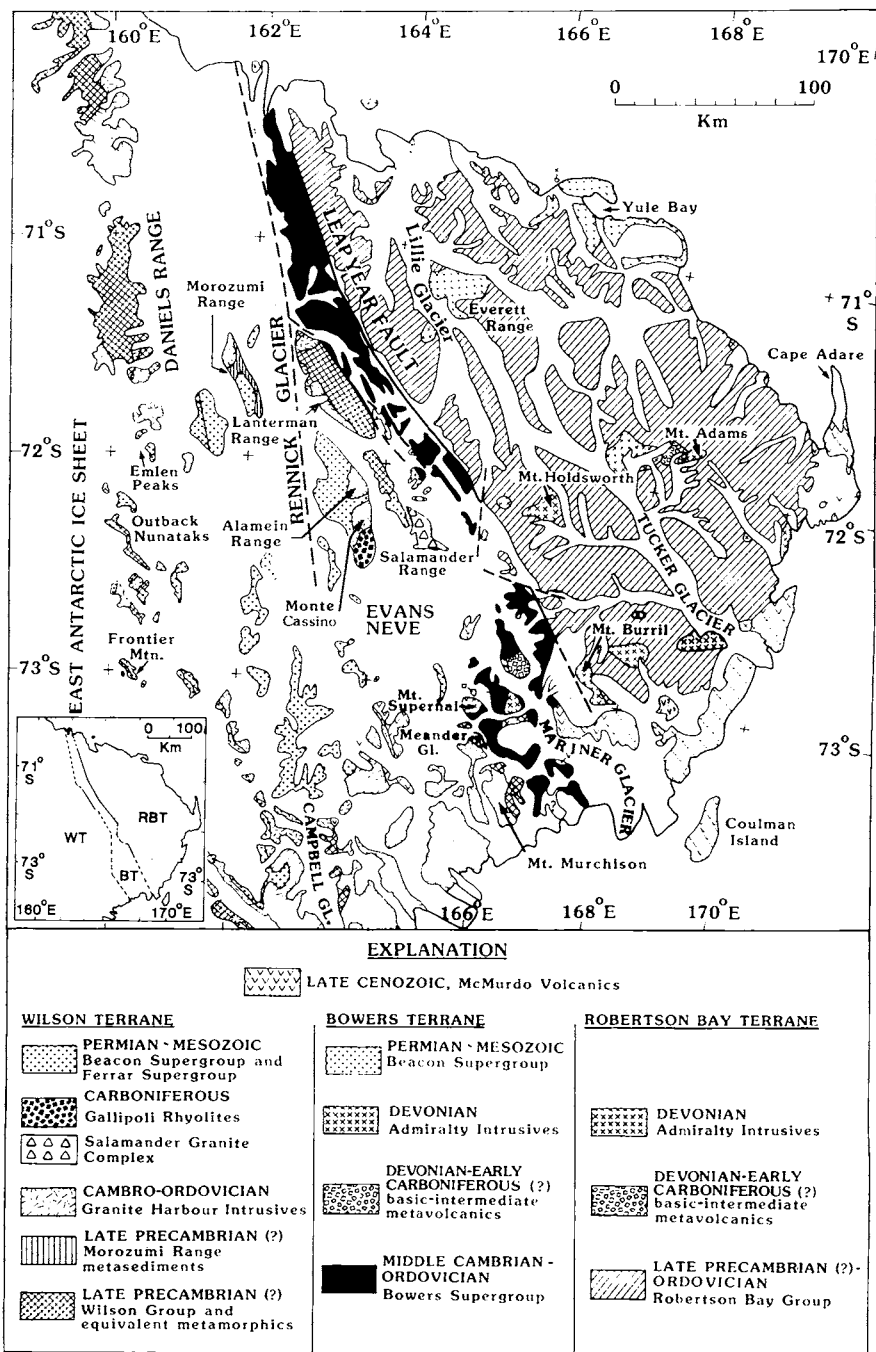 160°E 162°E 164°E 166°E 168°E
170°E
0 100
Km
Yule Bay
71°S
71°
S
DANIELS RANGE
Morozumi
Range
LEAP YEAR FAULT
Lillie Glacier
Everett
Range
Cape Adare
RENNICK GLACIER
Lanterman
Range
Mt. Adams
72°S
Mt. Holdsworth
Emlen
Peaks
Outback
Nunataks
Alamein
Range
Salamander
Range
TUCKER GLACIER
72°S
EAST ANTARCTIC ICE SHEET
Monte
Cassino
EVANS
NEVE
Mt. Burril
Frontier
Mtn.
73°S
Mt.
Supernal
Meander
Gl.
MARINER GLACIER
73°S
CAMPBELL GL.
Coulman
Island
Mt. Murchison
166°E 168°E 170°E
0 100
Km
71°
S
WT
RBT
BT
73°
S
73°
S
160°E
170°E
EXPLANATION
LATE CENOZOIC, McMurdo Volcanics
WILSON TERRANE
PERMIAN - MESOZOIC
Beacon Supergroup and
Ferrar Supergroup
CARBONIFEROUS
Gallipoli Rhyolites
Salamander Granite
Complex
CAMBRO-ORDOVICIAN
Granite Harbour Intrusives
LATE PRECAMBRIAN (?)
Morozumi Range
metasediments
LATE PRECAMBRIAN (?)
Wilson Group and
equivalent metamorphics
BOWERS TERRANE
PERMIAN - MESOZOIC
Beacon Supergroup
DEVONIAN
Admiralty Intrusives
DEVONIAN-EARLY
CARBONIFEROUS (?)
basic-intermediate
metavolcanics
MIDDLE CAMBRIAN -
ORDOVICIAN
Bowers Supergroup
ROBERTSON BAY TERRANE
DEVONIAN
Admiralty Intrusives
DEVONIAN-EARLY
CARBONIFEROUS (?)
basic-intermediate
metavolcanics
LATE PRECAMBRIAN (?)-
ORDOVICIAN
Robertson Bay Group